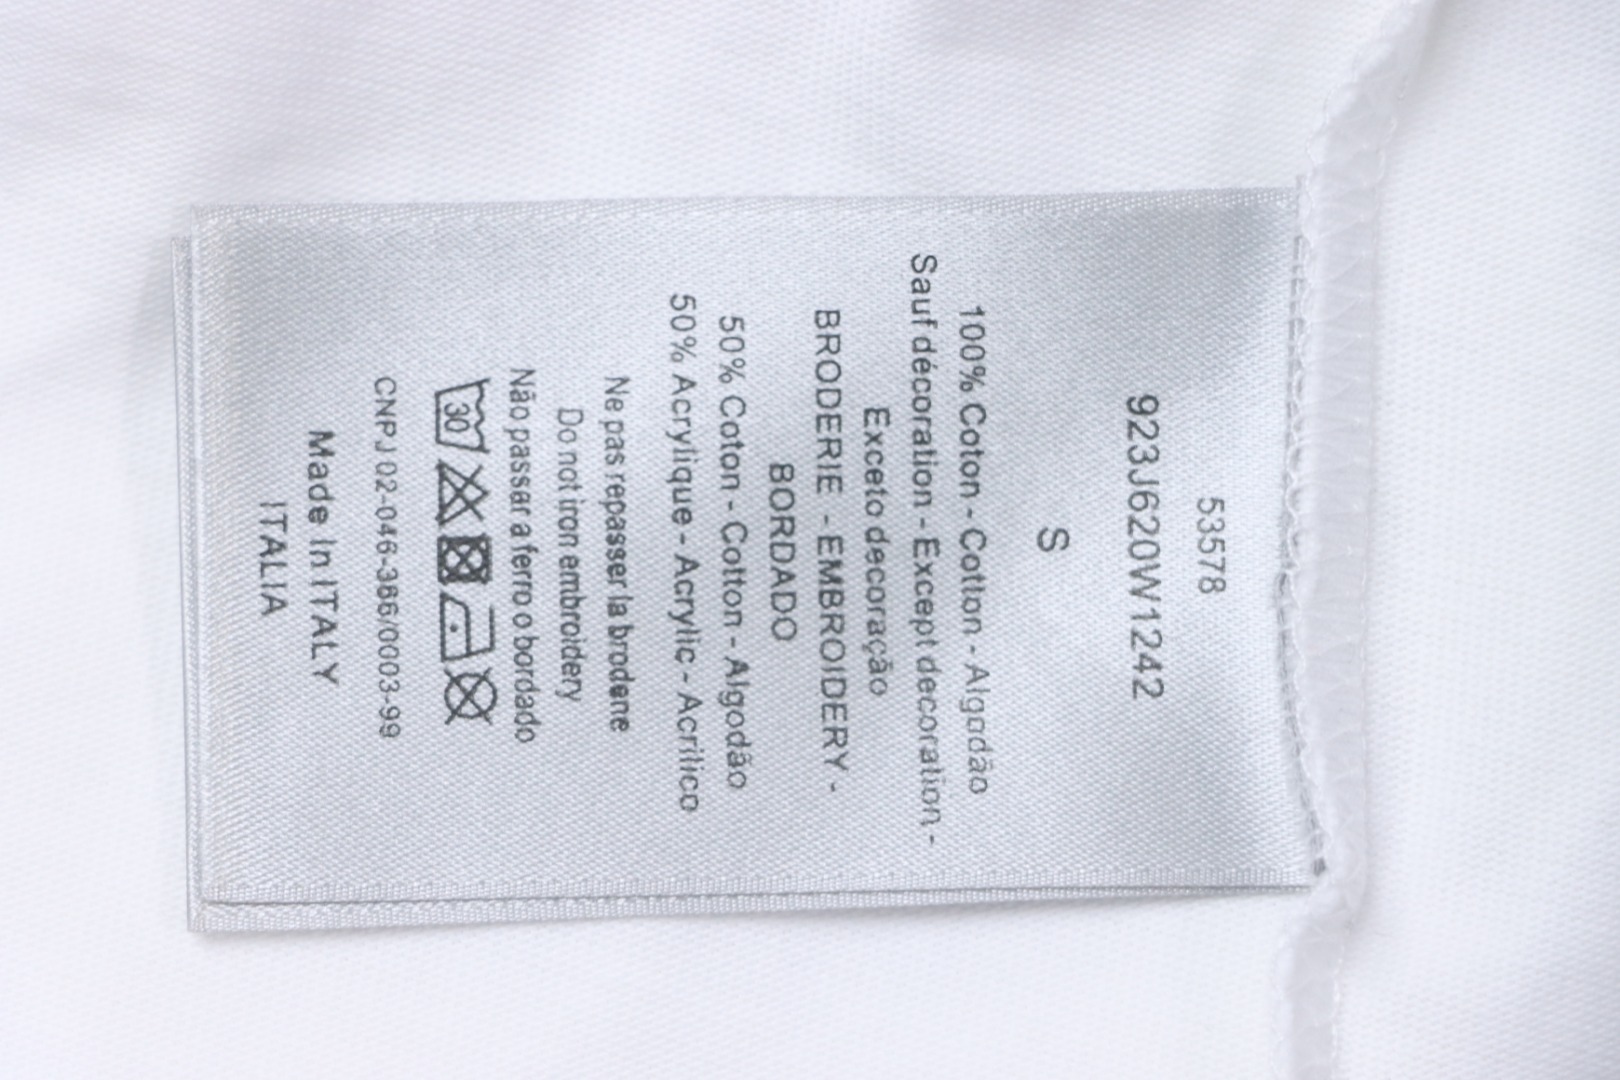 53578
923J620W1242
S
100% Coton - Cotton - Algodão
Sauf décoration - Except decoration-
Exceto decoração
BRODERIE - EMBROIDERY -
BORDADO
50% Coton - Cotton - Algodão
50% Acrylique - Acrylic - Acrilico
Ne pas repasser la broderie
Do not iron embroidery
Não passar a ferro o bordado
30
CNPJ 02-046-366/0003-99
Made In ITALY
ITALIA